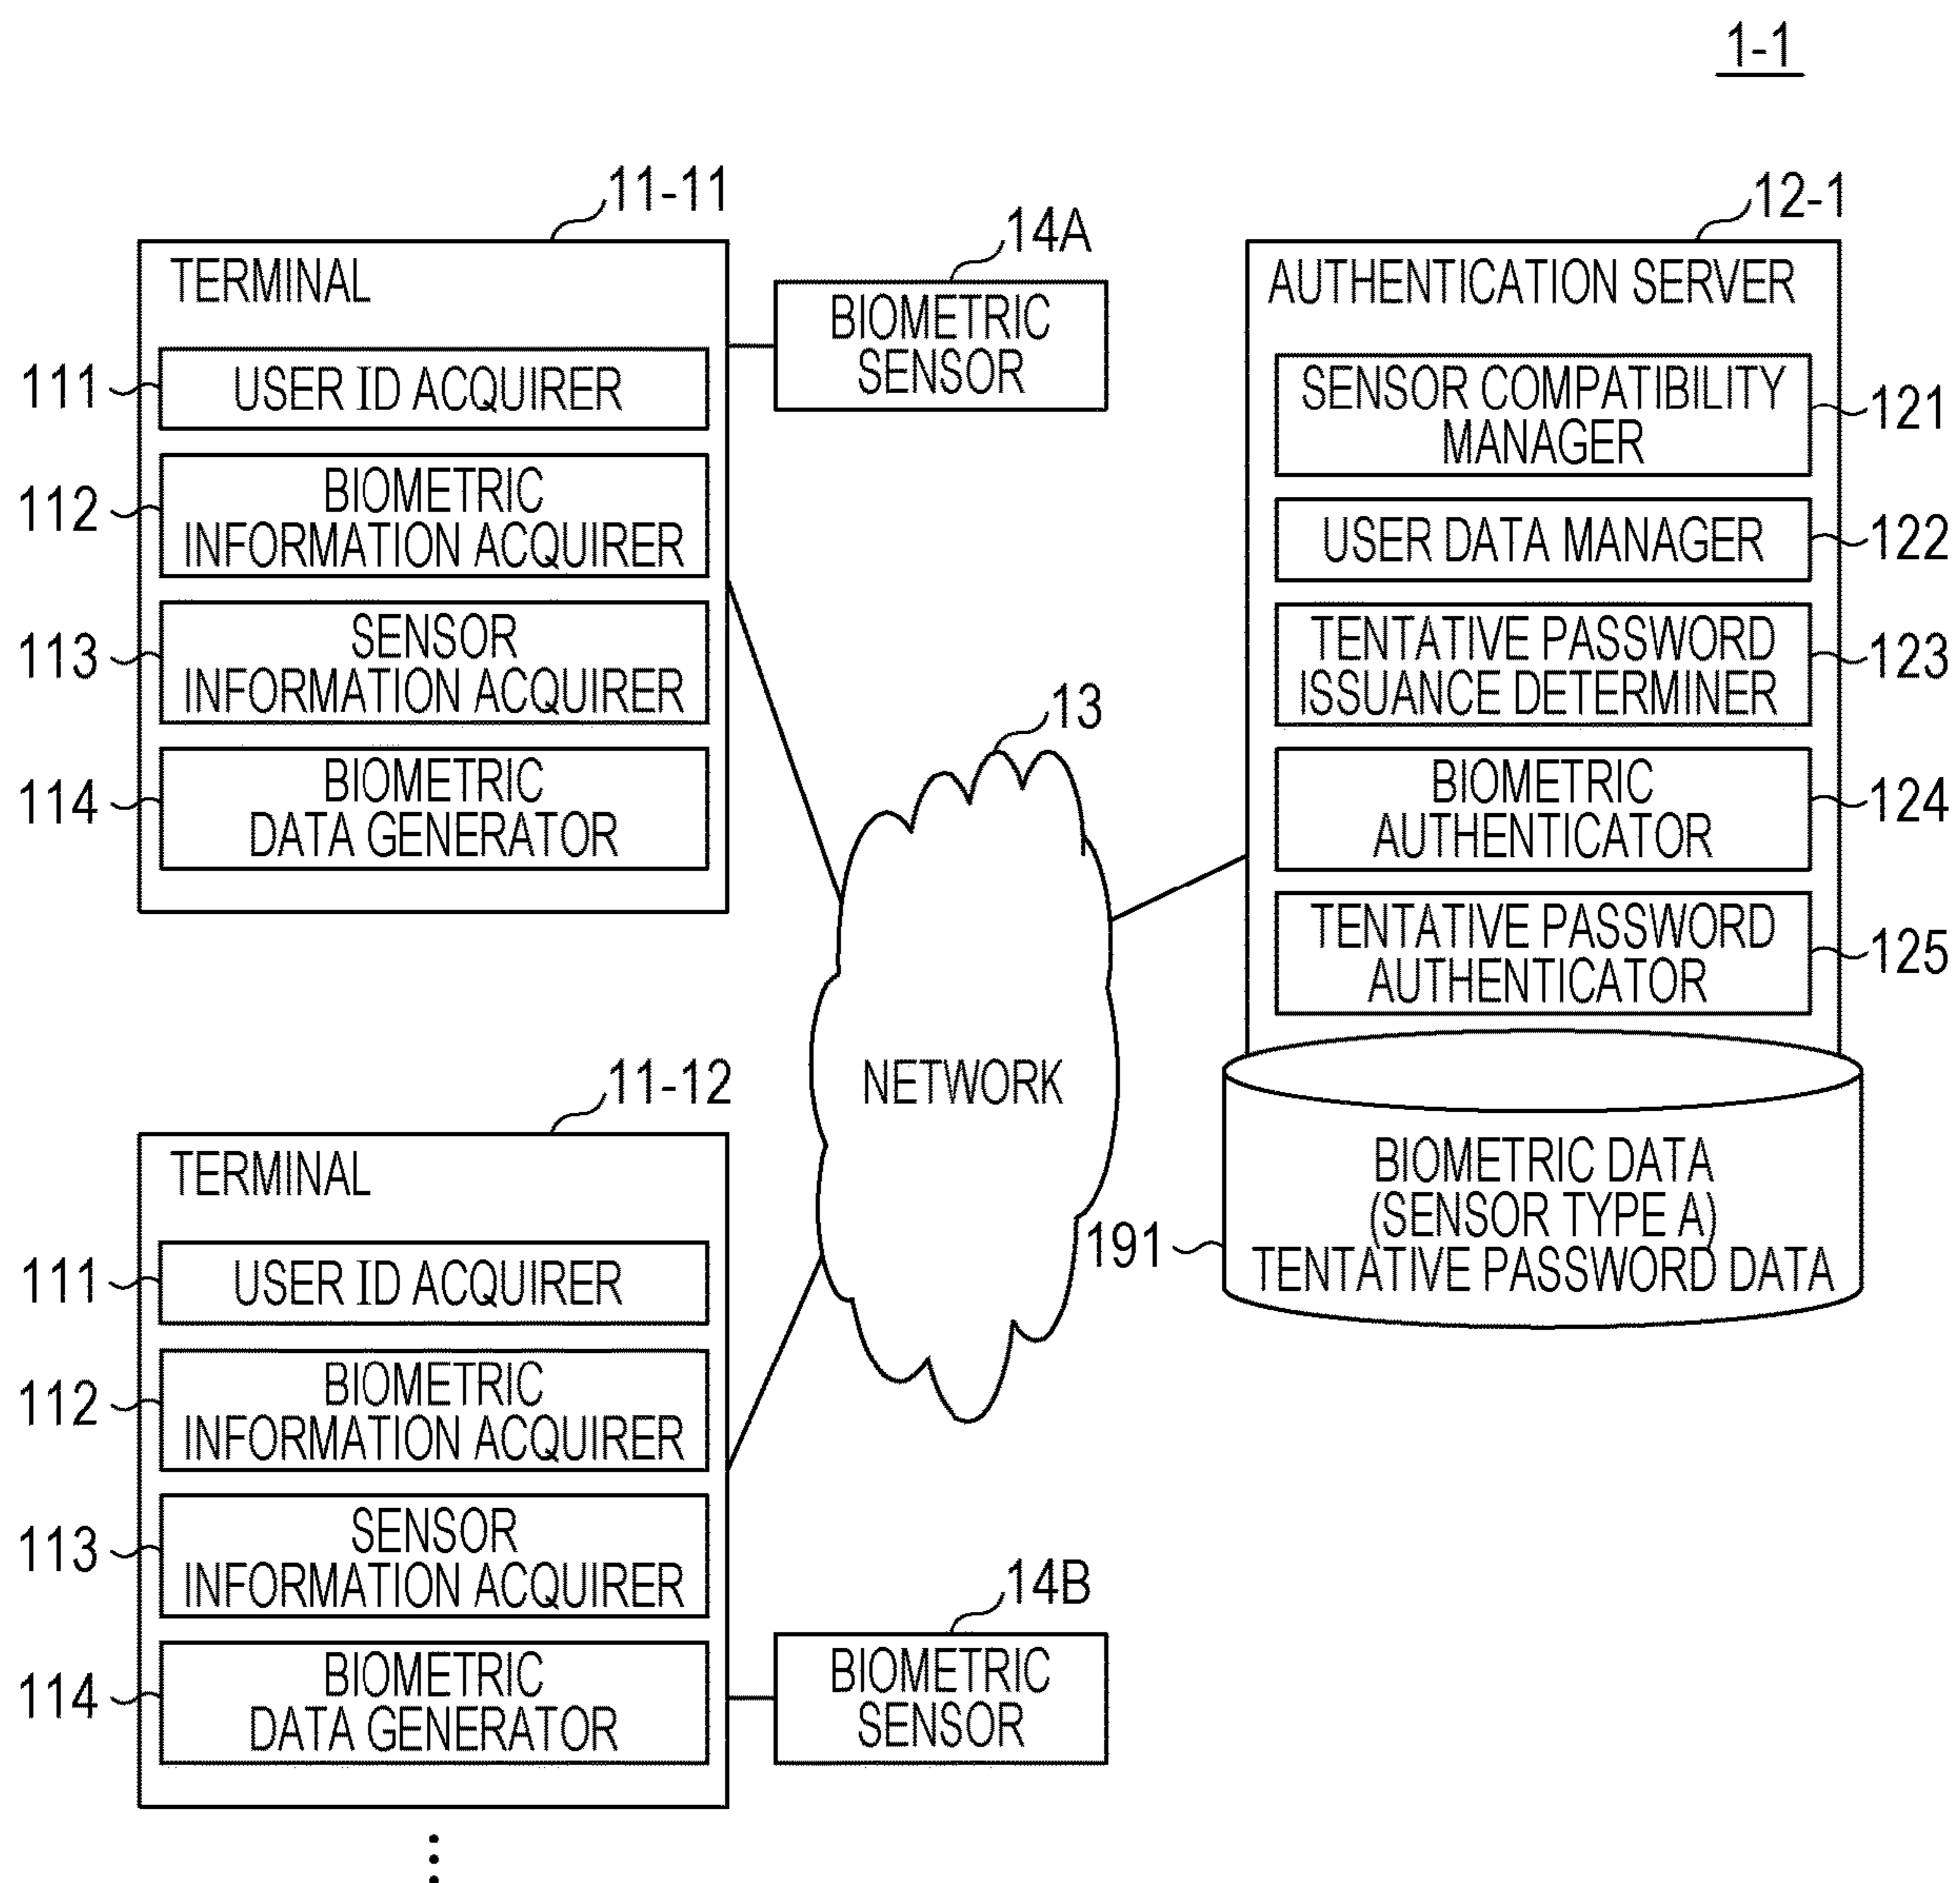 1-1
11-11
TERMINAL
111
USER ID ACQUIRER
112
BIOMETRIC
INFORMATION ACQUIRER
113
SENSOR
INFORMATION ACQUIRER
114
BIOMETRIC
DATA GENERATOR
14A
BIOMETRIC
SENSOR
12-1
AUTHENTICATION SERVER
SENSOR COMPATIBILITY
MANAGER
121
USER DATA MANAGER
122
TENTATIVE PASSWORD
ISSUANCE DETERMINER
123
BIOMETRIC
AUTHENTICATOR
124
TENTATIVE PASSWORD
AUTHENTICATOR
125
13
NETWORK
191
BIOMETRIC DATA
(SENSOR TYPE A)
TENTATIVE PASSWORD DATA
11-12
TERMINAL
111
USER ID ACQUIRER
112
BIOMETRIC
INFORMATION ACQUIRER
113
SENSOR
INFORMATION ACQUIRER
114
BIOMETRIC
DATA GENERATOR
14B
BIOMETRIC
SENSOR